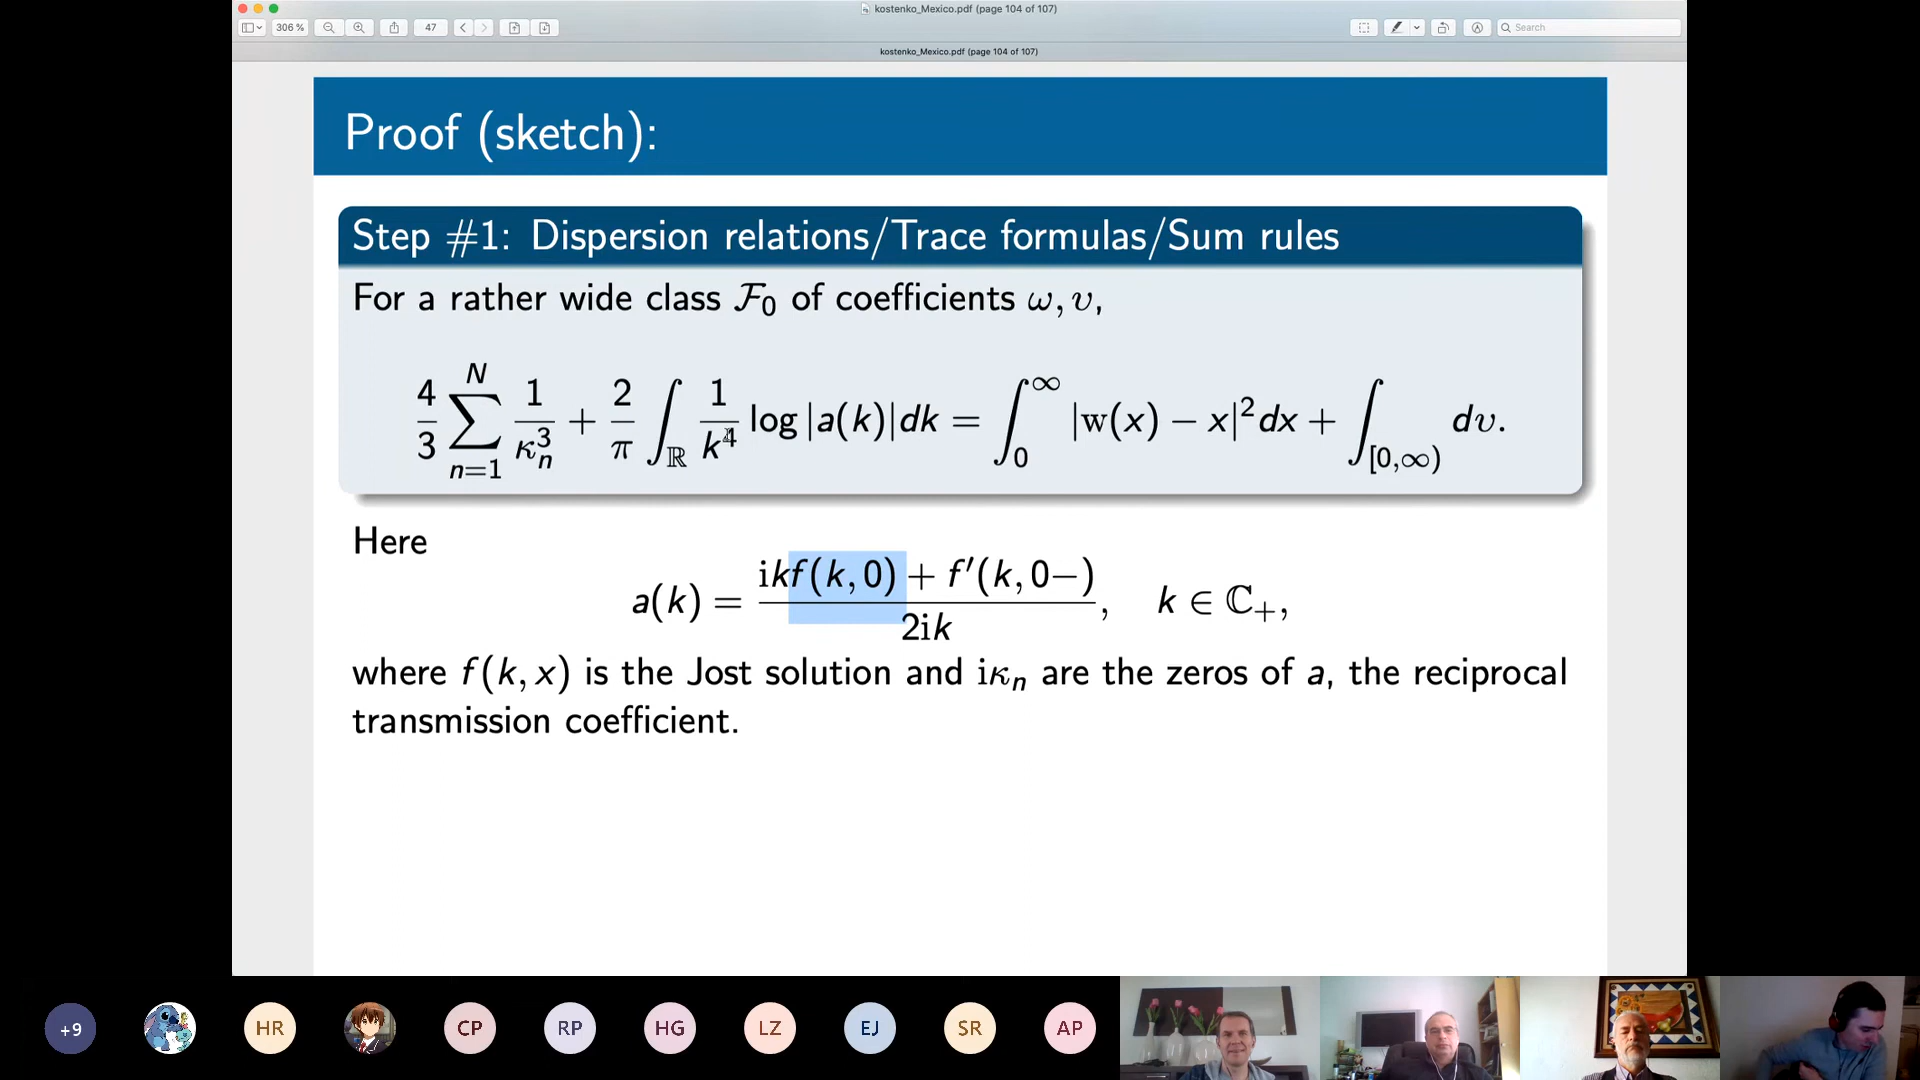 kostenko_Mexico.pdf (page 104 of 107)
306 %
47
Search
kostenko_Mexico.pdf (page 104 of 107)
Proof (sketch):
Step #1: Dispersion relations/Trace formulas/Sum rules
For a rather wide class ℱ₀ of coefficients ω, υ,
4/3 ∑_{n=1}^{N} 1/κ_n^3 + 2/π ∫_ℝ 1/k^4 log |a(k)|dk = ∫_0^∞ |w(x) − x|^2 dx + ∫_{[0,∞)} dυ.
Here
a(k) = (ikf(k, 0) + f′(k, 0−))/(2ik), k ∈ ℂ₊,
where f(k, x) is the Jost solution and iκ_n are the zeros of a, the reciprocal
transmission coefficient.
+9
HR
CP
RP
HG
LZ
EJ
SR
AP